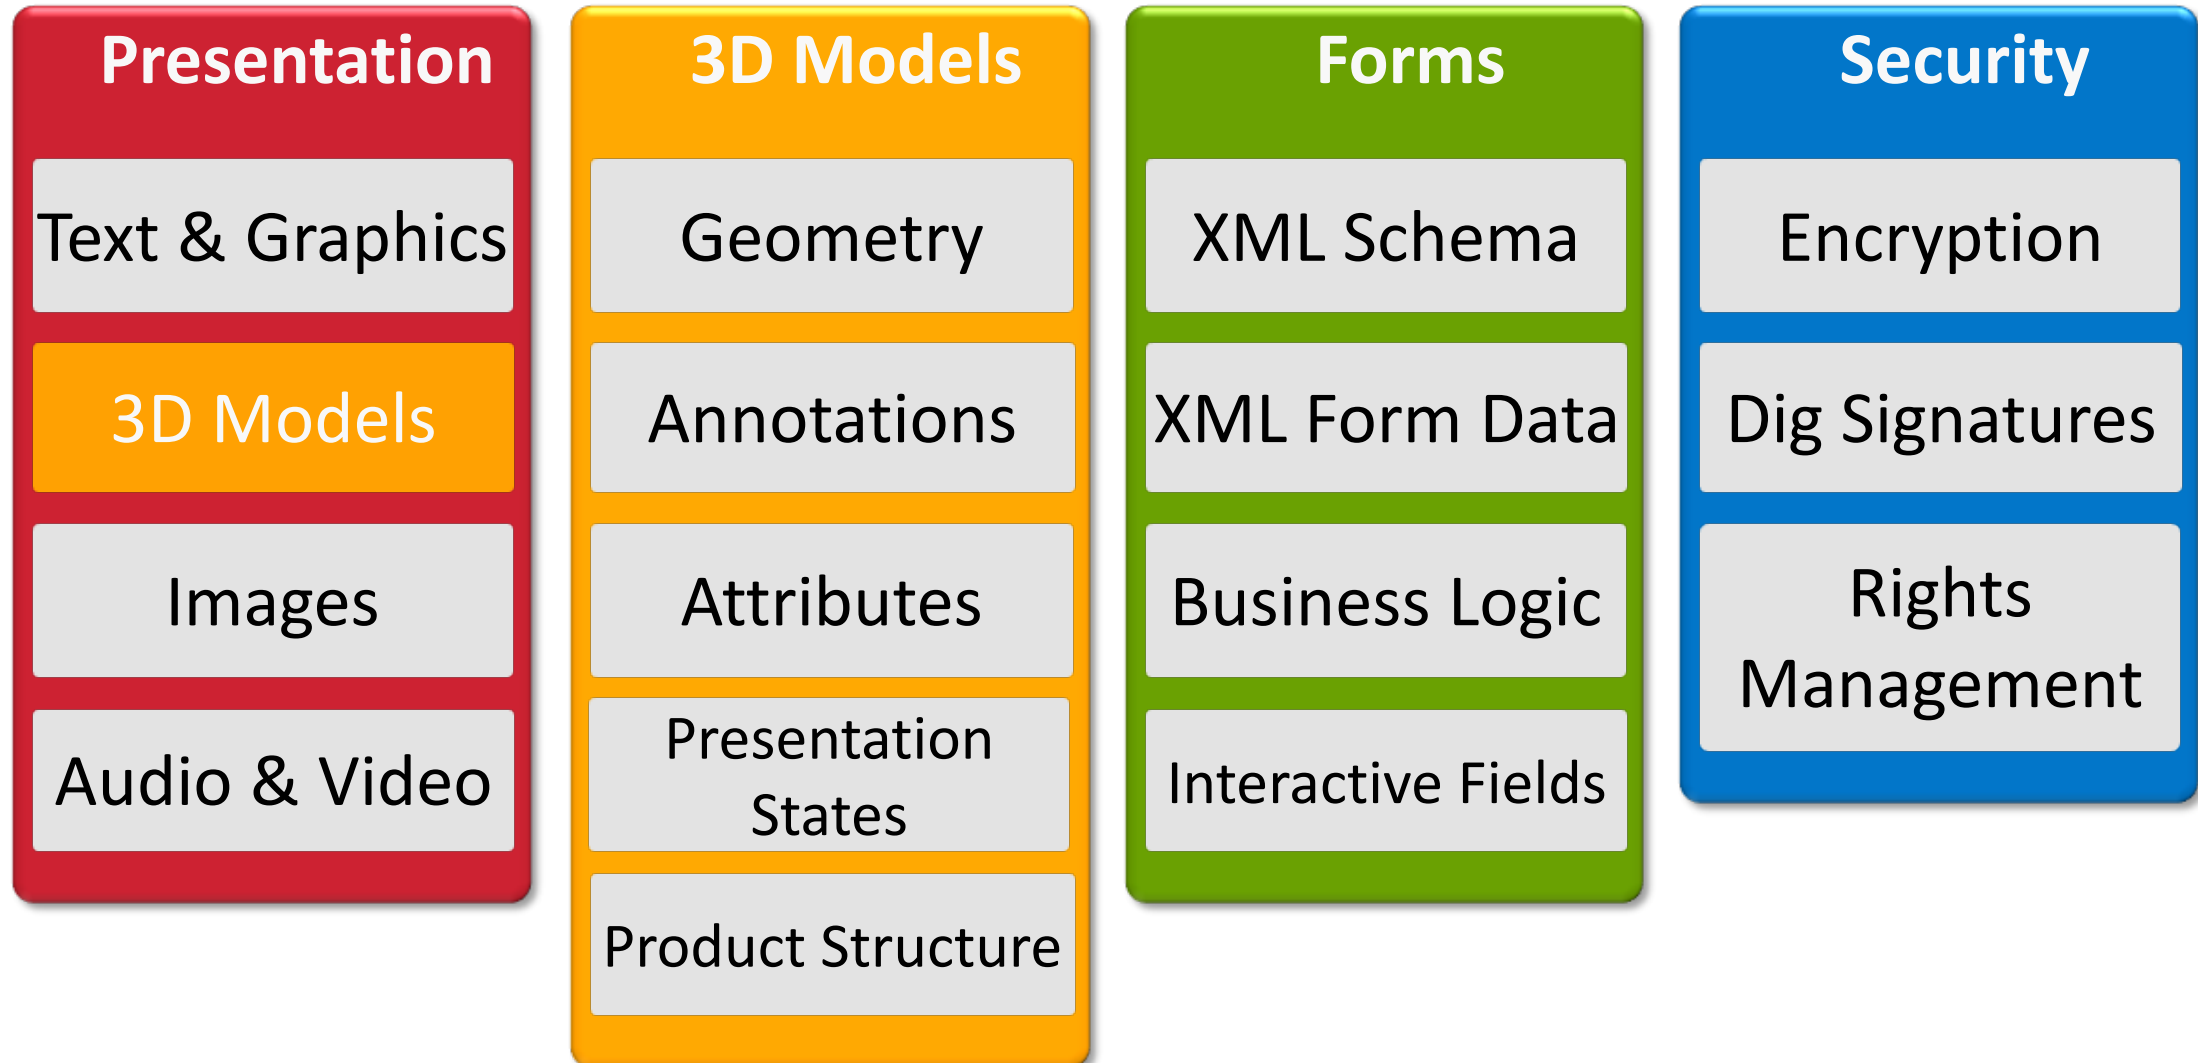 Presentation
Text & Graphics
3D Models
Images
Audio & Video
3D Models
Geometry
Annotations
Attributes
Presentation
States
Product Structure
Forms
XML Schema
XML Form Data
Business Logic
Interactive Fields
Security
Encryption
Dig Signatures
Rights
Management